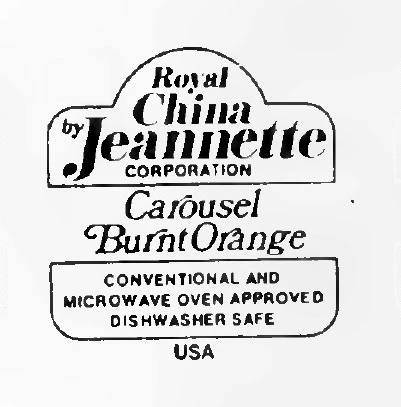 Royal
China
by Jeannette
CORPORATION
Carousel
Burnt Orange
CONVENTIONAL AND
MICROWAVE OVEN APPROVED
DISHWASHER SAFE
USA